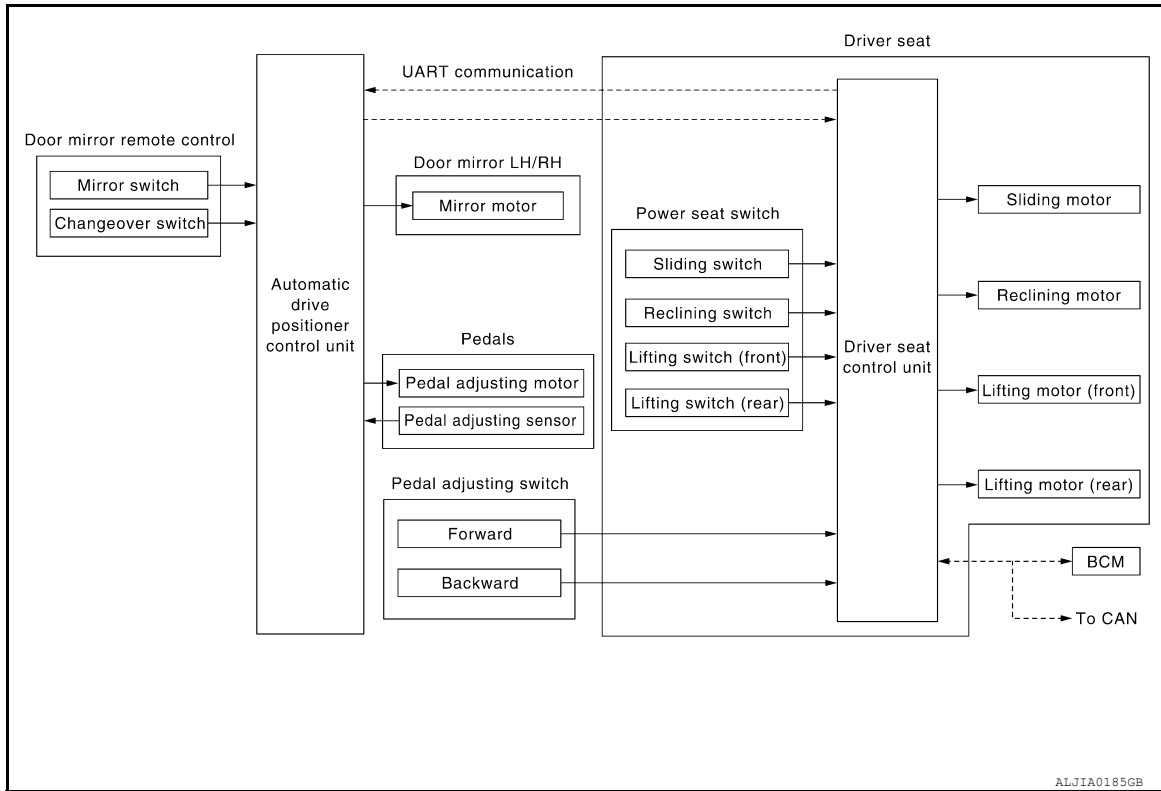 Driver seat
UART communication
Door mirror remote control
Mirror switch
Changeover switch
Automatic
drive
positioner
control unit
Door mirror LH/RH
Mirror motor
Pedals
Pedal adjusting motor
Pedal adjusting sensor
Pedal adjusting switch
Forward
Backward
Power seat switch
Sliding switch
Reclining switch
Lifting switch (front)
Lifting switch (rear)
Driver seat
control unit
Sliding motor
Reclining motor
Lifting motor (front)
Lifting motor (rear)
BCM
To CAN
ALJIA0185GB